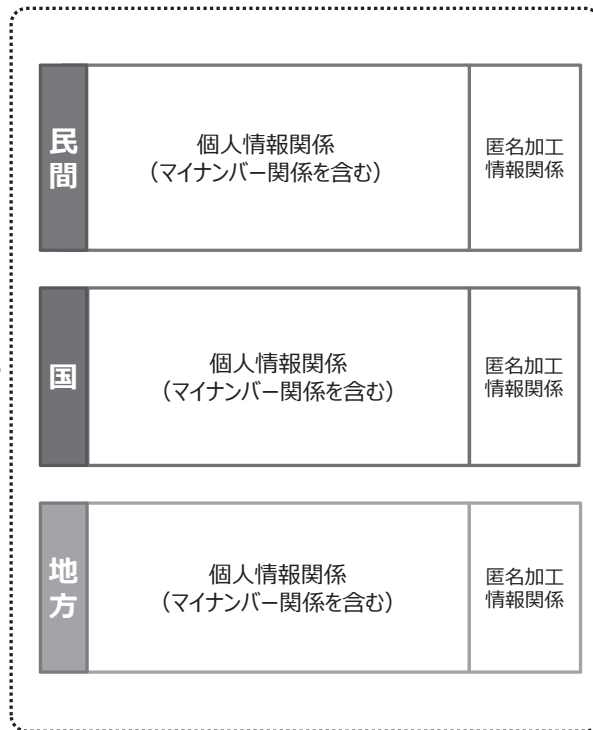 民間
個人情報関係
（マイナンバー関係を含む）
匿名加工
情報関係
国
個人情報関係
（マイナンバー関係を含む）
匿名加工
情報関係
地方
個人情報関係
（マイナンバー関係を含む）
匿名加工
情報関係